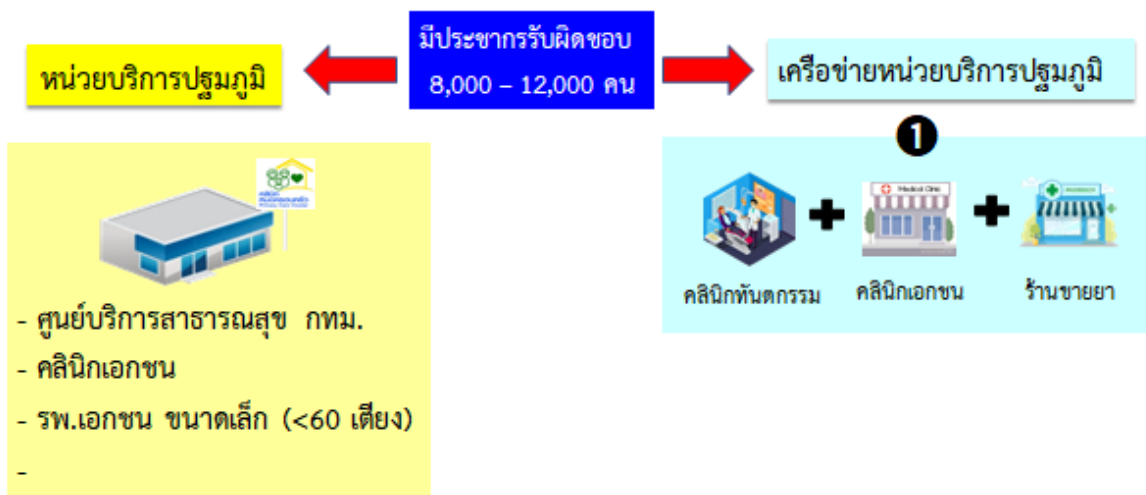 มีประชากรรับผิดชอบ
8,000 – 12,000 คน
หน่วยบริการปฐมภูมิ
เครือข่ายหน่วยบริการปฐมภูมิ
1
Medical Clinic
PHARMACY
คลินิกทันตกรรม
คลินิกเอกชน
ร้านขายยา
- ศูนย์บริการสาธารณสุข กทม.
- คลินิกเอกชน
- รพ.เอกชน ขนาดเล็ก (<60 เตียง)
-